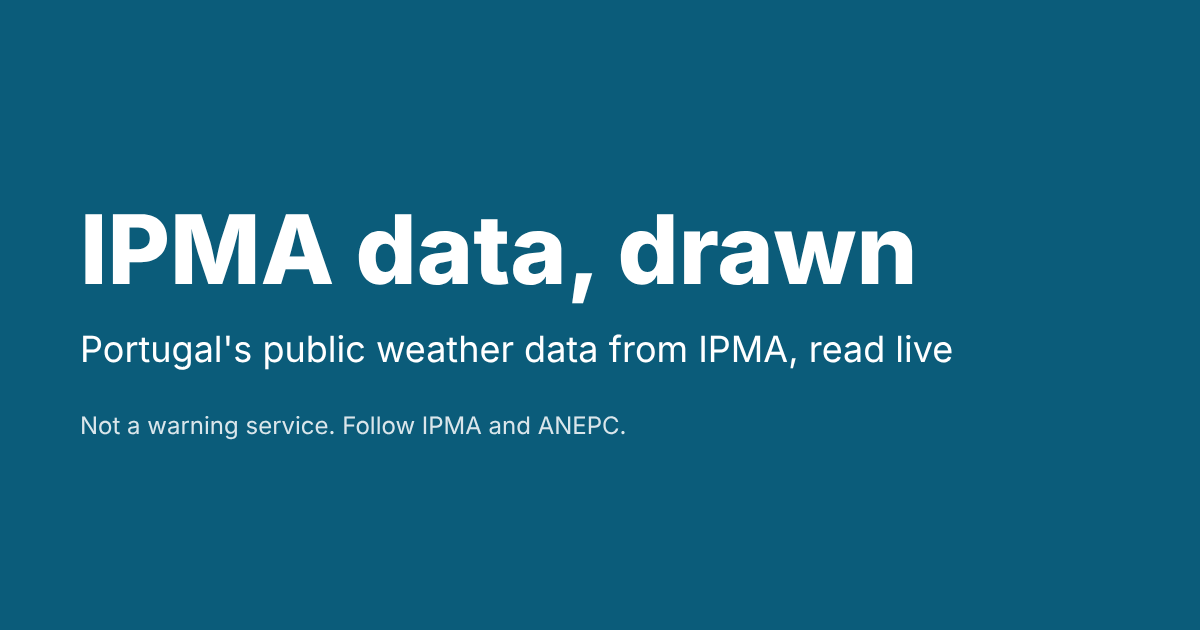 IPMA data, drawn
Portugal's public weather data from IPMA, read live
Not a warning service. Follow IPMA and ANEPC.